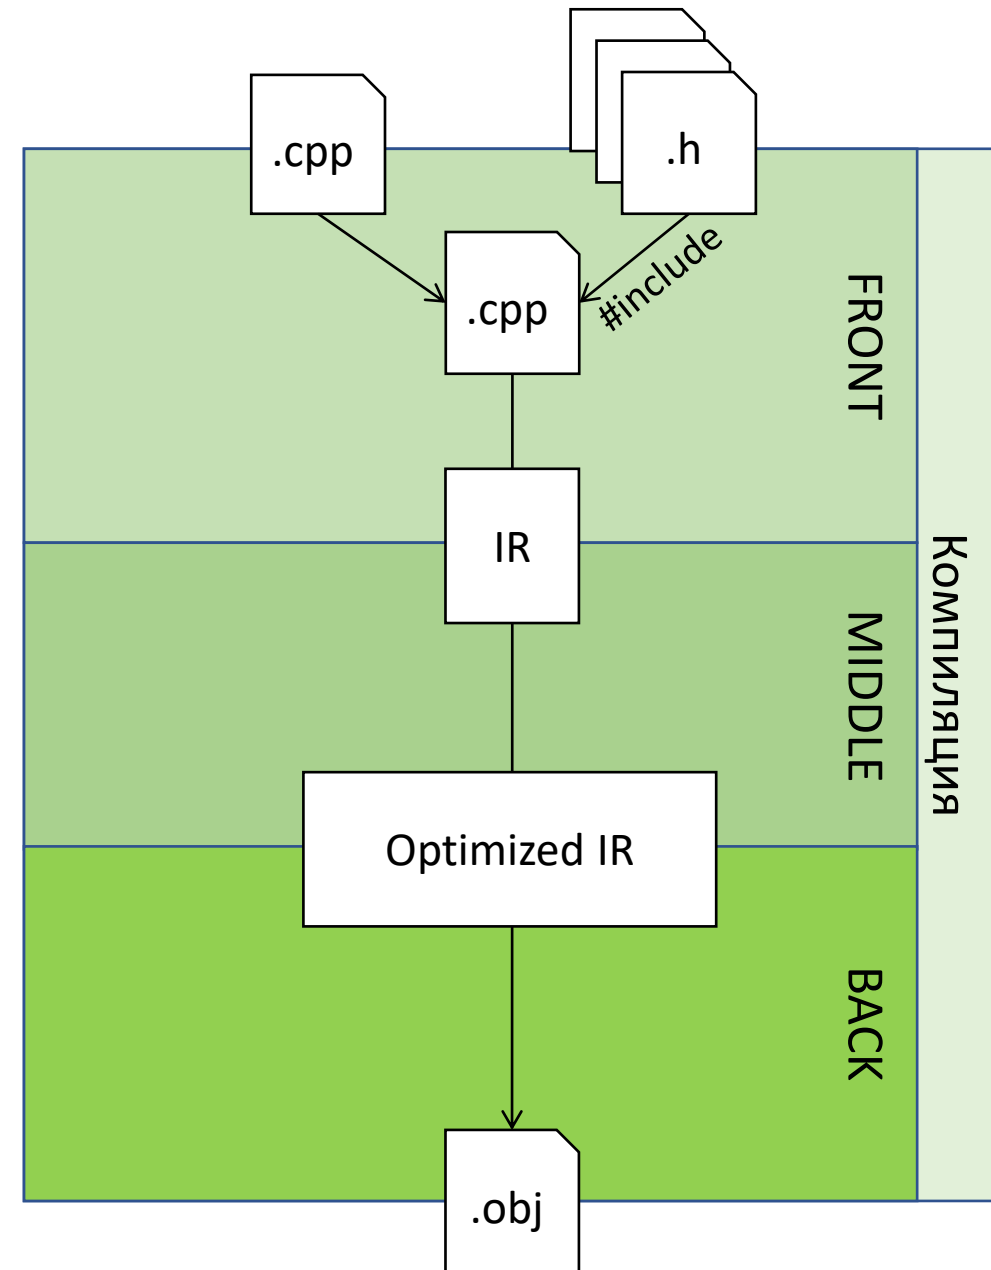 .cpp
.h
.cpp
#include
FRONT
IR
MIDDLE
Компиляция
Optimized IR
BACK
.obj